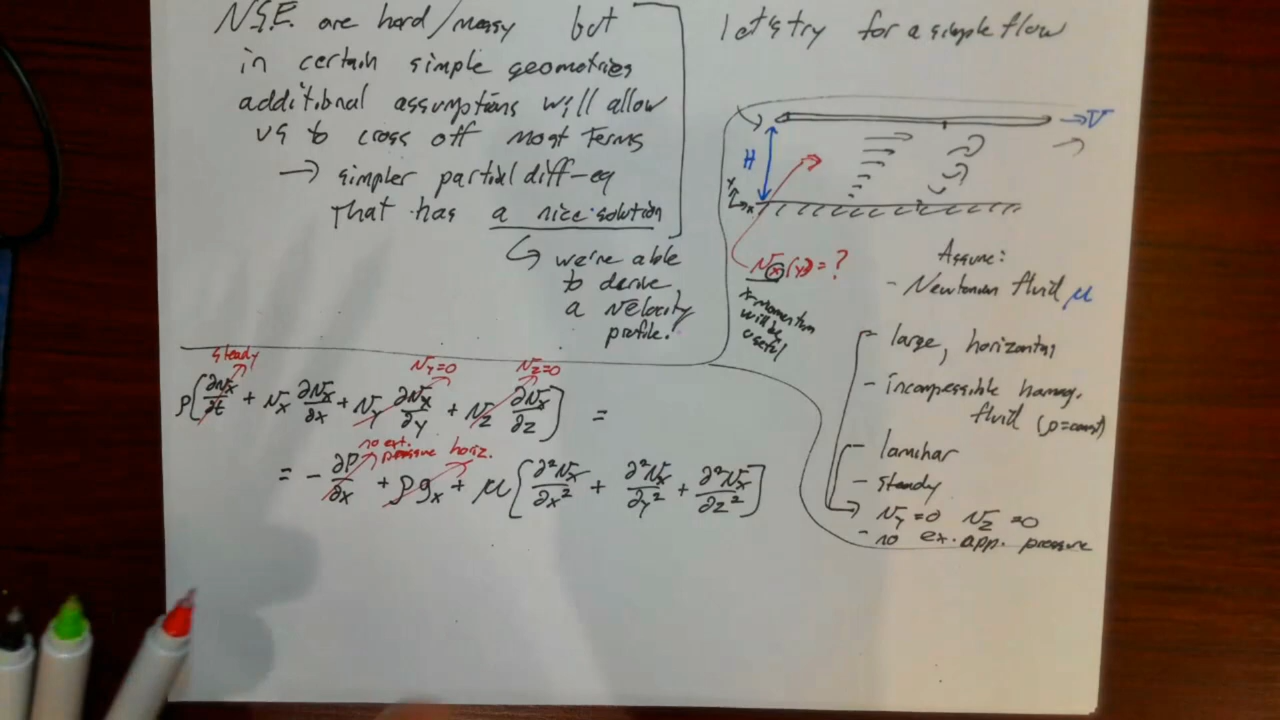 N.S.E. are hard/messy but
in certain simple geometries
additional assumptions will allow
us to cross off most terms
→ simpler partial diff-eq
that has a nice solution
↳ we're able
to derive
a velocity
profile!
let's try for a simple flow
→ V
H
y
x
Vx(y) = ?
x-momentum
will be
useful
Assume:
- Newtonian fluid μ
- large, horizontal
- incompressible homog.
fluid (ρ=const)
- laminar
- steady
→ Vy=0 Vz=0
- no ex. app. pressure
steady Vy=0 Vz=0
ρ[∂Vx/∂t + Vx ∂Vx/∂x + Vy ∂Vx/∂y + Vz ∂Vx/∂z] =
no ext.
pressure horiz.
= - ∂P/∂x + ρgx + μ[∂²Vx/∂x² + ∂²Vx/∂y² + ∂²Vx/∂z²]